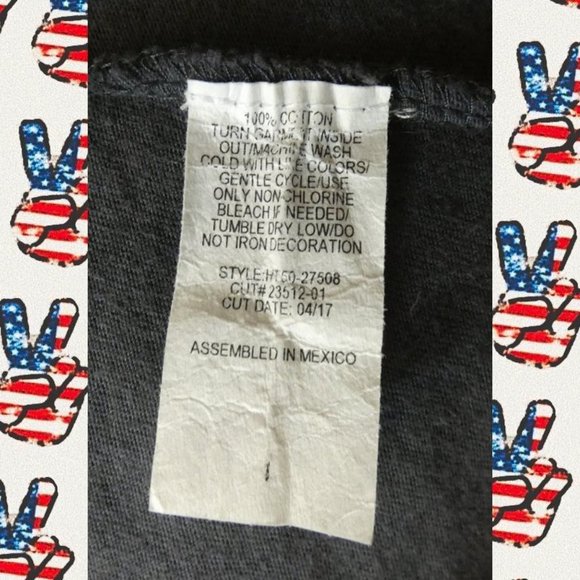 100% COTTON
TURN GARMENT INSIDE
OUT/MACHINE WASH
COLD WITH LIKE COLORS/
GENTLE CYCLE/USE
ONLY NON-CHLORINE
BLEACH IF NEEDED/
TUMBLE DRY LOW/DO
NOT IRON DECORATION
STYLE:
CUT#23512-01
CUT DATE: 04/17
ASSEMBLED IN MEXICO